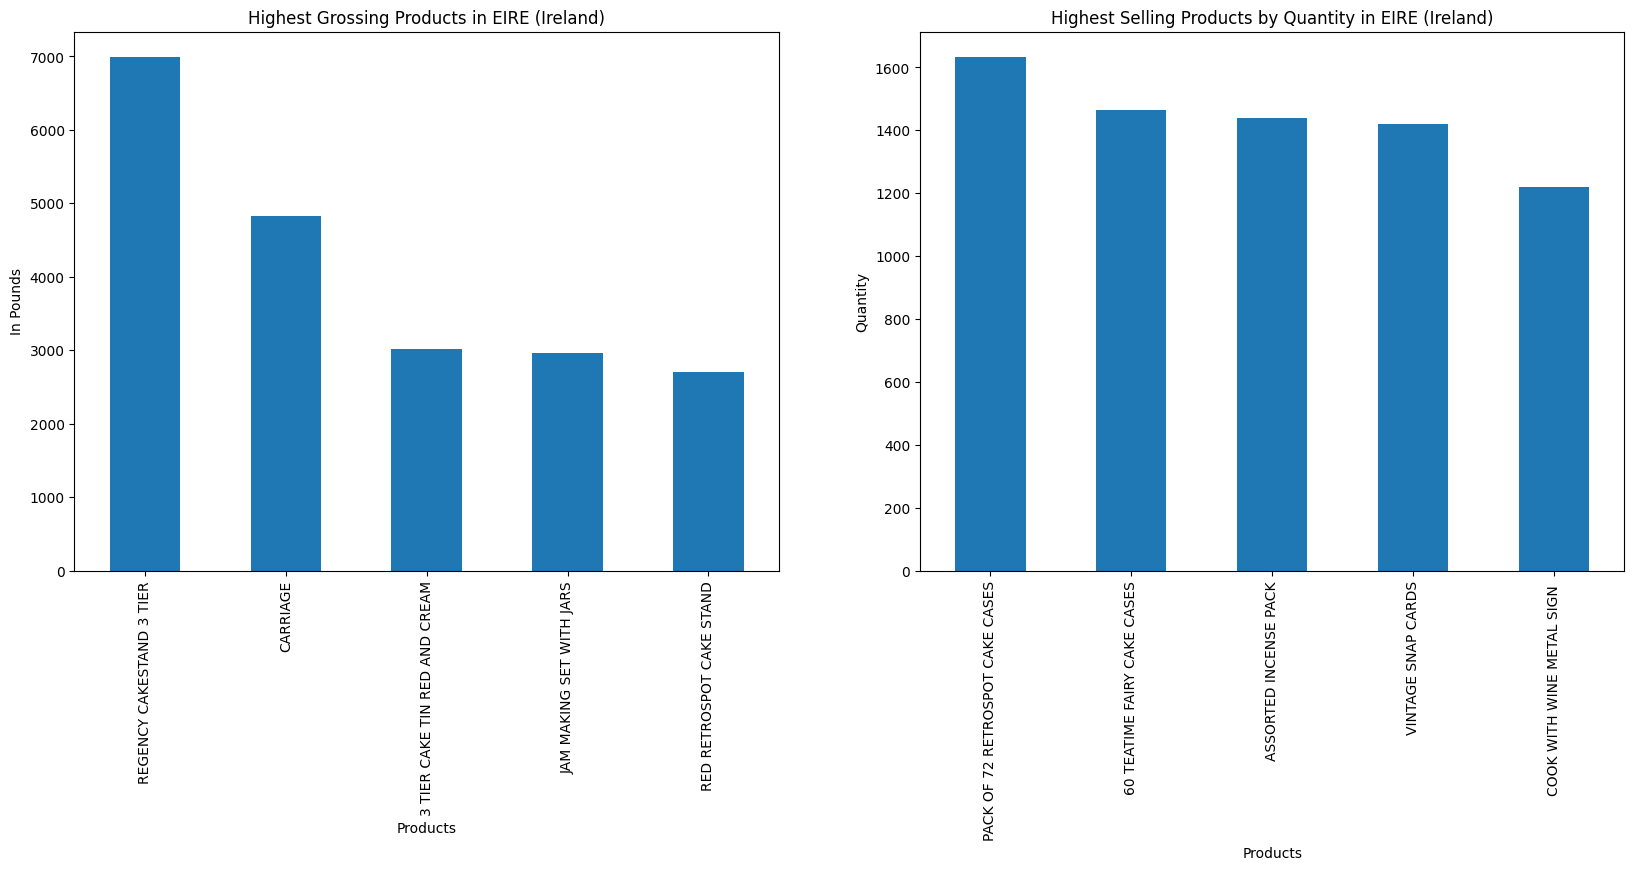 Highest Grossing Products in EIRE (Ireland)
In Pounds
7000
6000
5000
4000
3000
2000
1000
0
REGENCY CAKESTAND 3 TIER
CARRIAGE
3 TIER CAKE TIN RED AND CREAM
JAM MAKING SET WITH JARS
RED RETROSPOT CAKE STAND
Products
Highest Selling Products by Quantity in EIRE (Ireland)
Quantity
1600
1400
1200
1000
800
600
400
200
0
PACK OF 72 RETROSPOT CAKE CASES
60 TEATIME FAIRY CAKE CASES
ASSORTED INCENSE PACK
VINTAGE SNAP CARDS
COOK WITH WINE METAL SIGN
Products